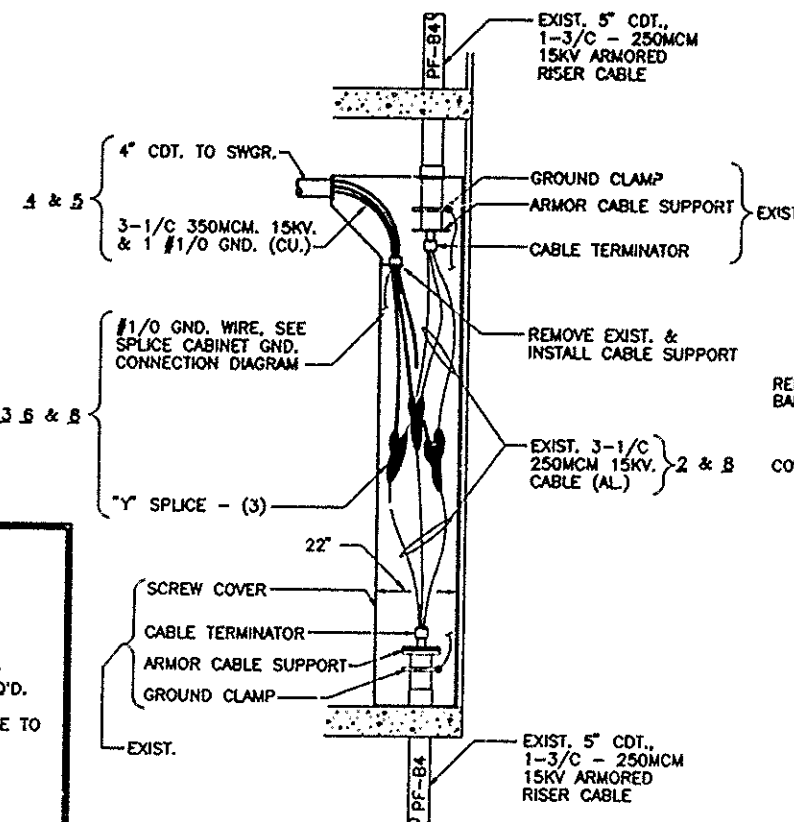 EXIST. 5" CDT.,
1-3/C - 250MCM
15KV ARMORED
RISER CABLE
PF-84
4" CDT. TO SWGR.
4 & 5
3-1/C 350MCM. 15KV.
& 1 #1/0 GND. (CU.)
GROUND CLAMP
ARMOR CABLE SUPPORT
EXIST
CABLE TERMINATOR
#1/0 GND. WIRE, SEE
SPLICE CABINET GND.
CONNECTION DIAGRAM
REMOVE EXIST. &
INSTALL CABLE SUPPORT
3 6 & 8
"Y" SPLICE - (3)
EXIST. 3-1/C
250MCM 15KV.
CABLE (AL.)
2 & 8
22"
SCREW COVER
CABLE TERMINATOR
ARMOR CABLE SUPPORT
GROUND CLAMP
EXIST.
E TO
EXIST. 5" CDT.,
1-3/C - 250MCM
15KV ARMORED
RISER CABLE
PF-84